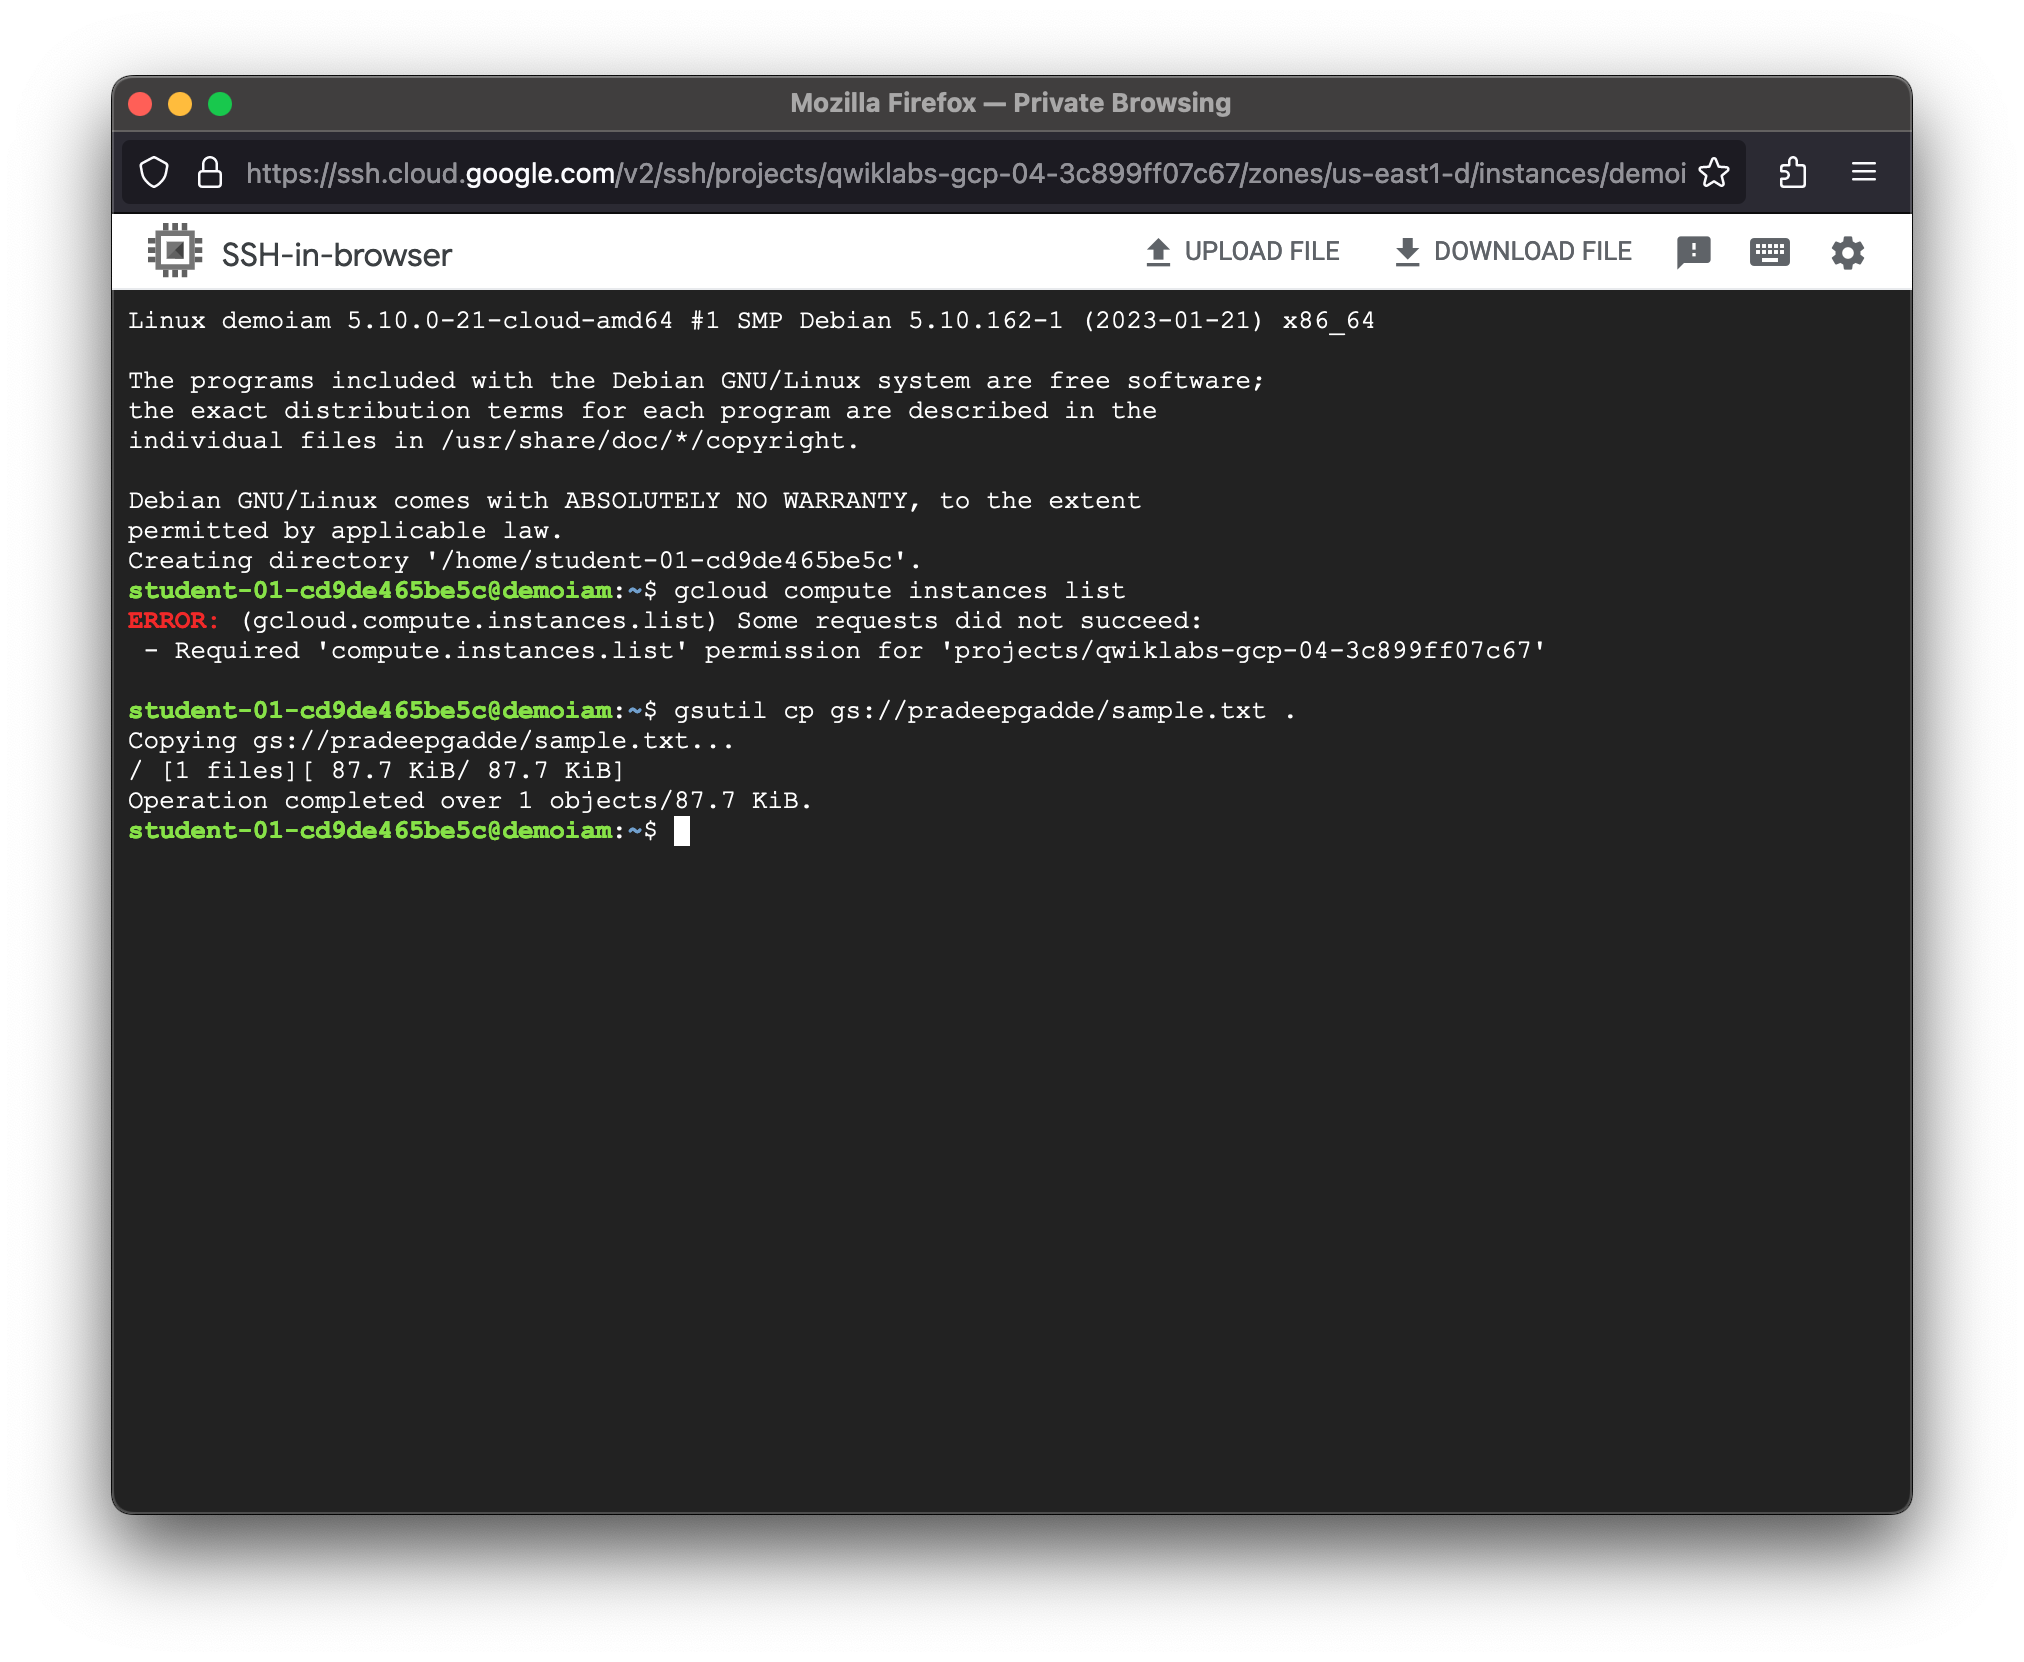 Mozilla Firefox — Private Browsing
https://ssh.cloud.google.com/v2/ssh/projects/qwiklabs-gcp-04-3c899ff07c67/zones/us-east1-d/instances/demoi
SSH-in-browser
UPLOAD FILE
DOWNLOAD FILE
Linux demoiam 5.10.0-21-cloud-amd64 #1 SMP Debian 5.10.162-1 (2023-01-21) x86_64
The programs included with the Debian GNU/Linux system are free software;
the exact distribution terms for each program are described in the
individual files in /usr/share/doc/*/copyright.
Debian GNU/Linux comes with ABSOLUTELY NO WARRANTY, to the extent
permitted by applicable law.
Creating directory '/home/student-01-cd9de465be5c'.
student-01-cd9de465be5c@demoiam:~$ gcloud compute instances list
ERROR: (gcloud.compute.instances.list) Some requests did not succeed:
 - Required 'compute.instances.list' permission for 'projects/qwiklabs-gcp-04-3c899ff07c67'
student-01-cd9de465be5c@demoiam:~$ gsutil cp gs://pradeepgadde/sample.txt .
Copying gs://pradeepgadde/sample.txt...
/ [1 files][ 87.7 KiB/ 87.7 KiB]
Operation completed over 1 objects/87.7 KiB.
student-01-cd9de465be5c@demoiam:~$